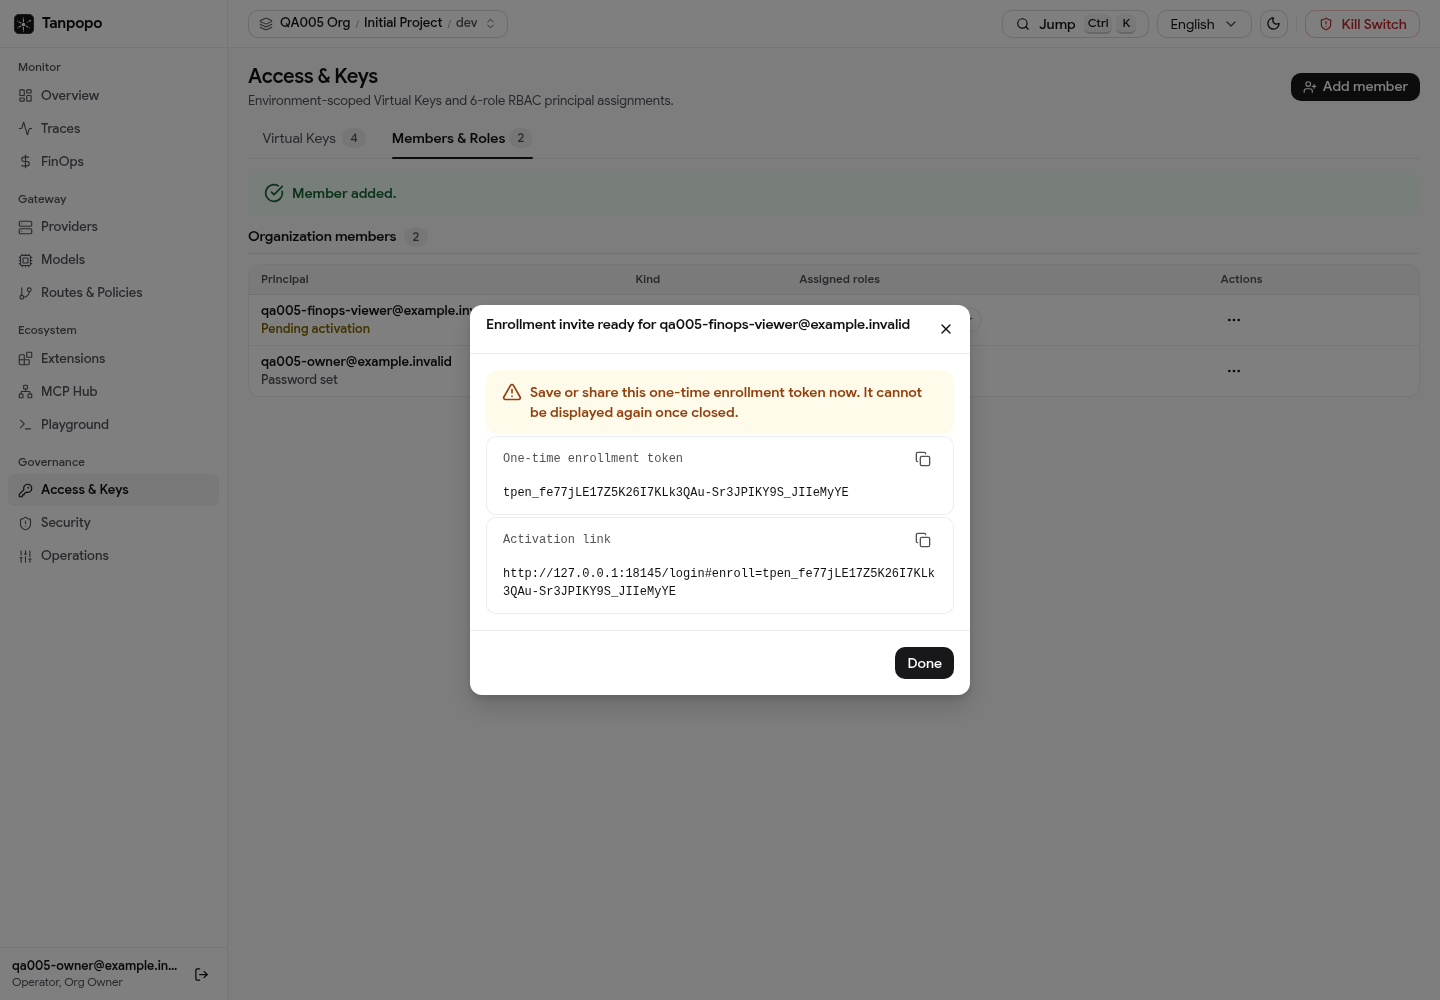 Tanpopo
QA005 Org / Initial Project / dev
Jump Ctrl K
English
Kill Switch
Monitor
Overview
Traces
FinOps
Gateway
Providers
Models
Routes & Policies
Ecosystem
Extensions
MCP Hub
Playground
Governance
Access & Keys
Security
Operations
qa005-owner@example.in...
Operator, Org Owner
Access & Keys
Environment-scoped Virtual Keys and 6-role RBAC principal assignments.
Add member
Virtual Keys 4 Members & Roles 2
Member added.
Organization members 2
Principal Kind Assigned roles Actions
qa005-finops-viewer@example.inv
Pending activation
qa005-owner@example.invalid
Password set
Enrollment invite ready for qa005-finops-viewer@example.invalid
Save or share this one-time enrollment token now. It cannot
be displayed again once closed.
One-time enrollment token
tpen_fe77jLE17Z5K26I7KLk3QAu-Sr3JPIKY9S_JIIeMyYE
Activation link
http://127.0.0.1:18145/login#enroll=tpen_fe77jLE17Z5K26I7KLk
3QAu-Sr3JPIKY9S_JIIeMyYE
Done